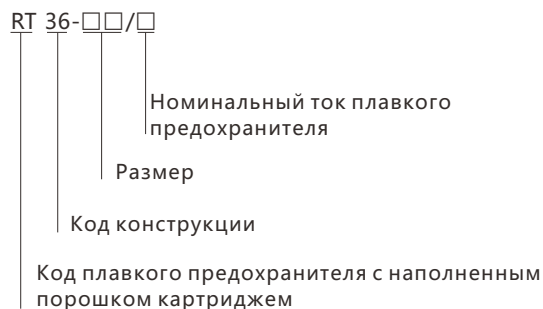 RT 36-□□/□
Номинальный ток плавкого
предохранителя
Размер
Код конструкции
Код плавкого предохранителя с наполненным
порошком картриджем